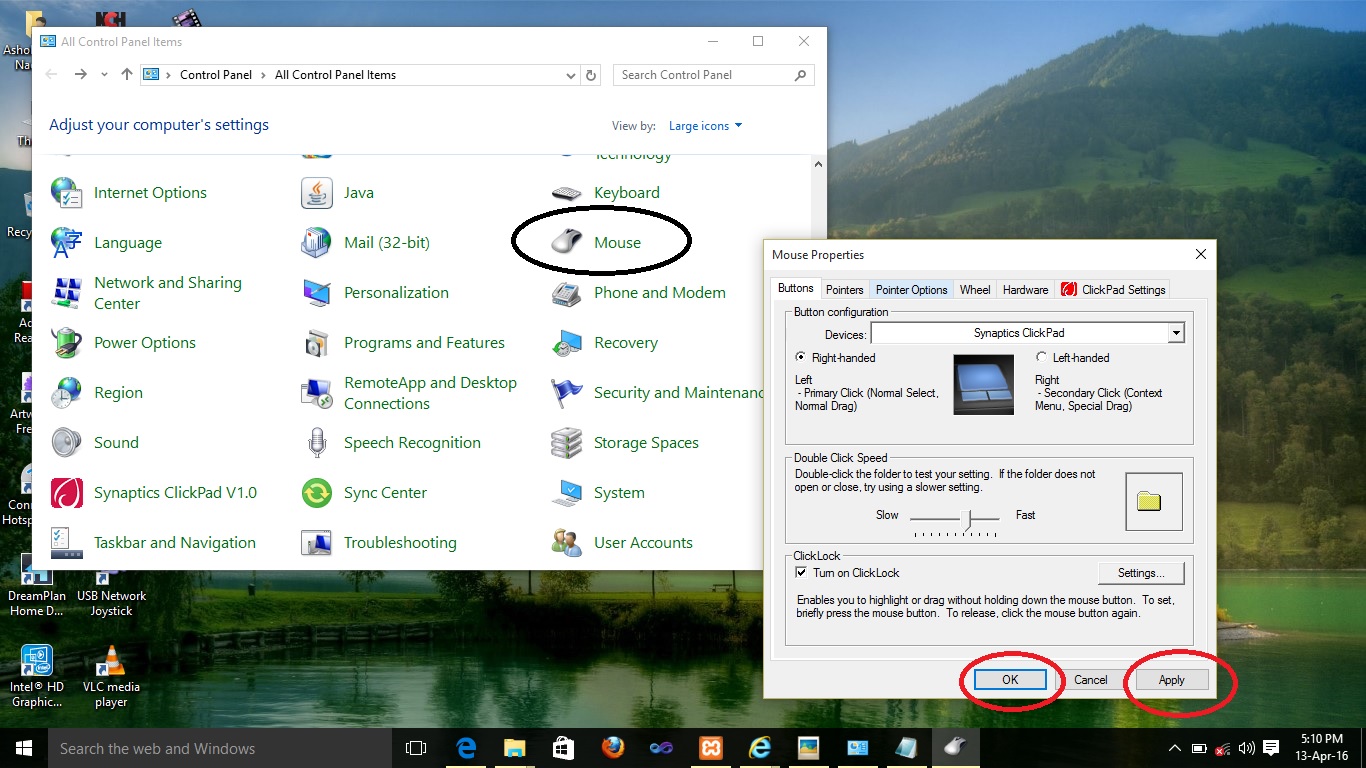 NCH
Asho
Na
All Control Panel Items
Control Panel > All Control Panel Items
Search Control Panel
Adjust your computer's settings
View by: Large icons
Technology
Internet Options
Java
Keyboard
Language
Mail (32-bit)
Mouse
Network and Sharing
Center
Personalization
Phone and Modem
Power Options
Programs and Features
Recovery
Region
RemoteApp and Desktop
Connections
Security and Maintenanc
Sound
Speech Recognition
Storage Spaces
Synaptics ClickPad V1.0
Sync Center
System
Taskbar and Navigation
Troubleshooting
User Accounts
Th
Recyc
Ac
Rea
Artw
Fre
Conn
Hotsp
DreamPlan
Home D...
USB Network
Joystick
Intel® HD
Graphic...
VLC media
player
Mouse Properties
Buttons
Pointers
Pointer Options
Wheel
Hardware
ClickPad Settings
Button configuration
Devices: Synaptics ClickPad
Right-handed
Left
- Primary Click (Normal Select,
Normal Drag)
Left-handed
Right
- Secondary Click (Context
Menu, Special Drag)
Double Click Speed
Double-click the folder to test your setting. If the folder does not
open or close, try using a slower setting.
Slow
Fast
ClickLock
Turn on ClickLock
Settings...
Enables you to highlight or drag without holding down the mouse button. To set,
briefly press the mouse button. To release, click the mouse button again.
OK
Cancel
Apply
Search the web and Windows
5:10 PM
13-Apr-16